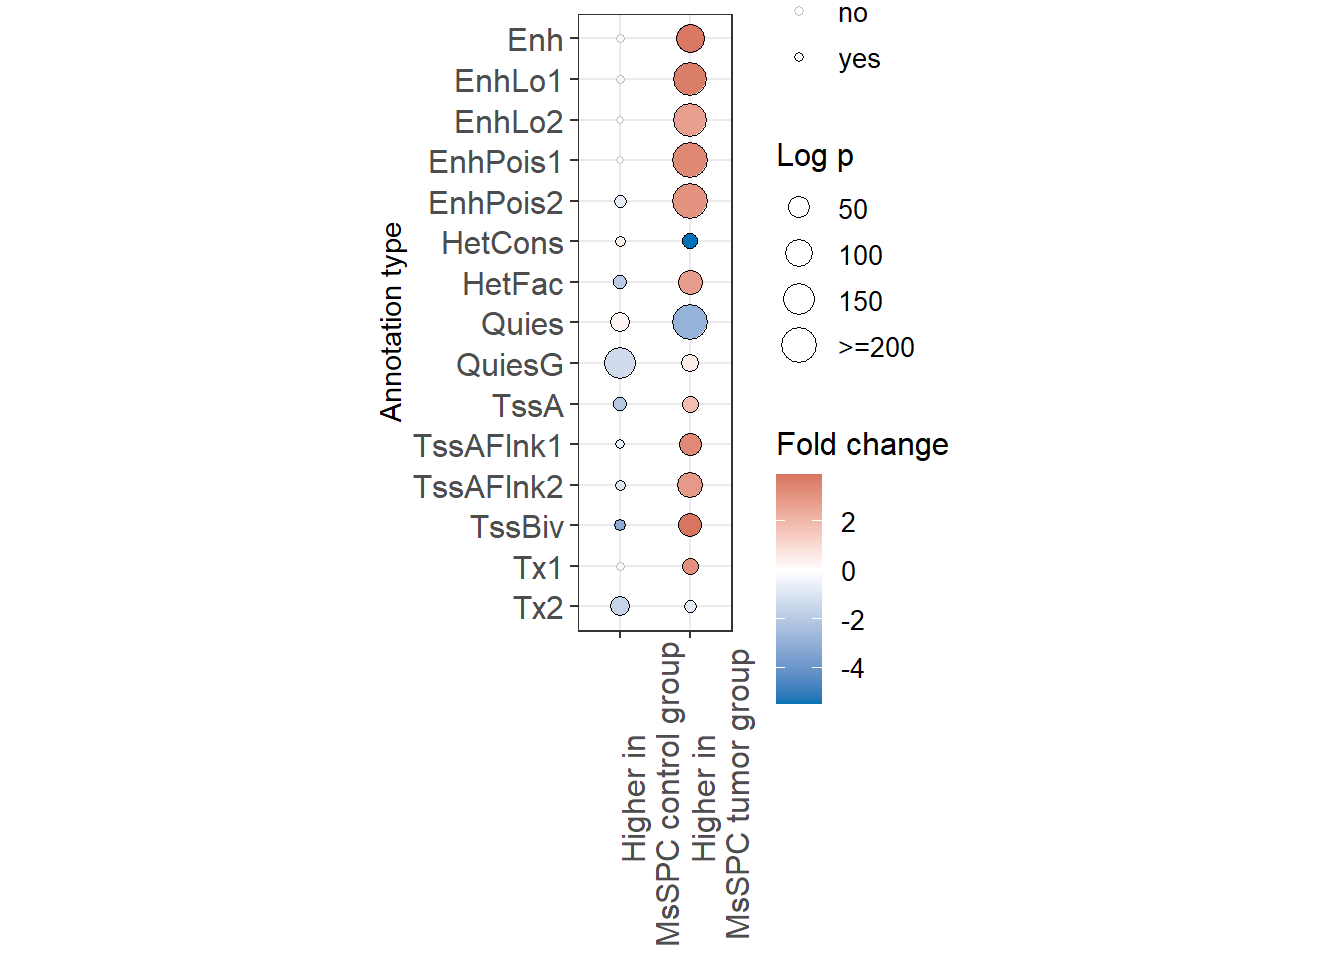 Annotation type
Enh
EnhLo1
EnhLo2
EnhPois1
EnhPois2
HetCons
HetFac
Quies
QuiesG
TssA
TssAFlnk1
TssAFlnk2
TssBiv
Tx1
Tx2
Higher in
MsSPC control group
Higher in
MsSPC tumor group
no
yes
Log p
50
100
150
>=200
Fold change
2
0
-2
-4